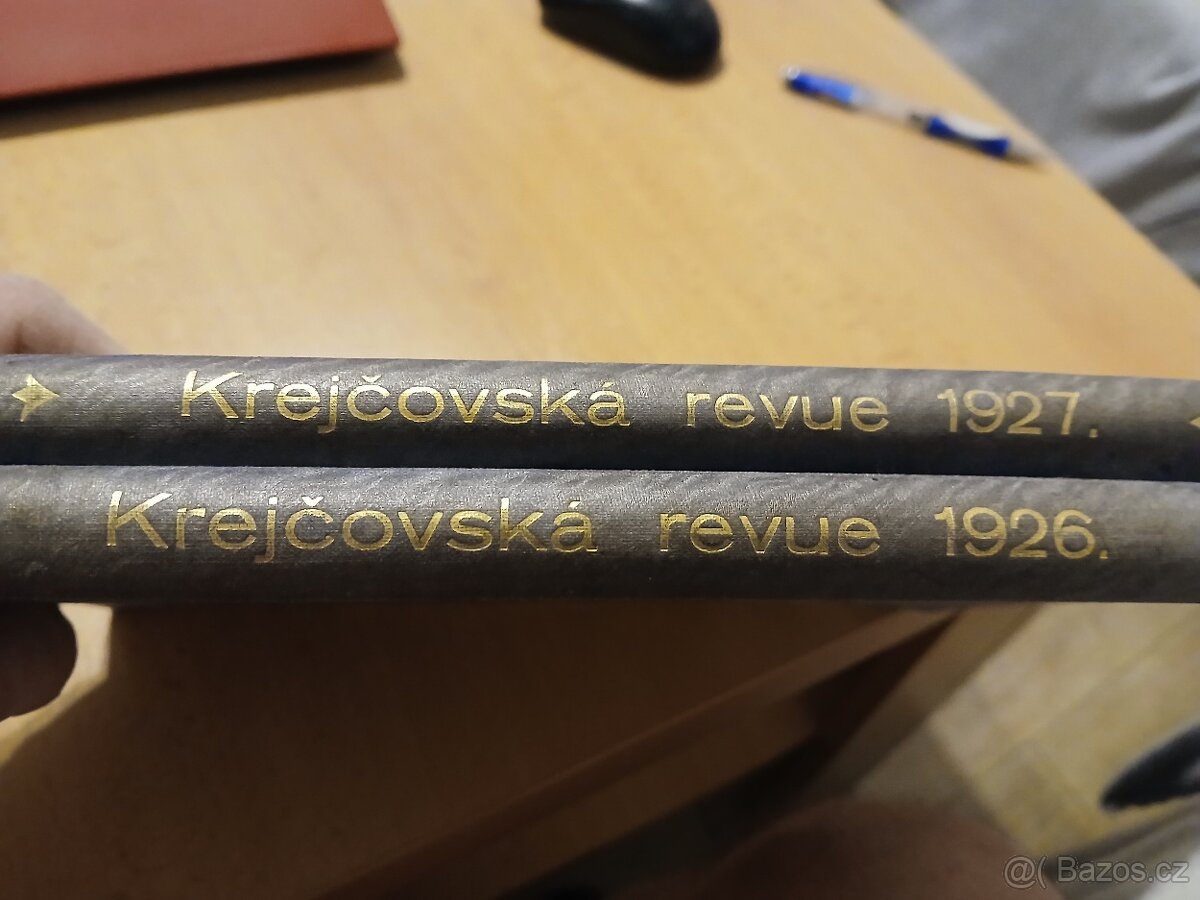 Krejčovská revue 1927.
Krejčovská revue 1926.
@( Bazos.cz